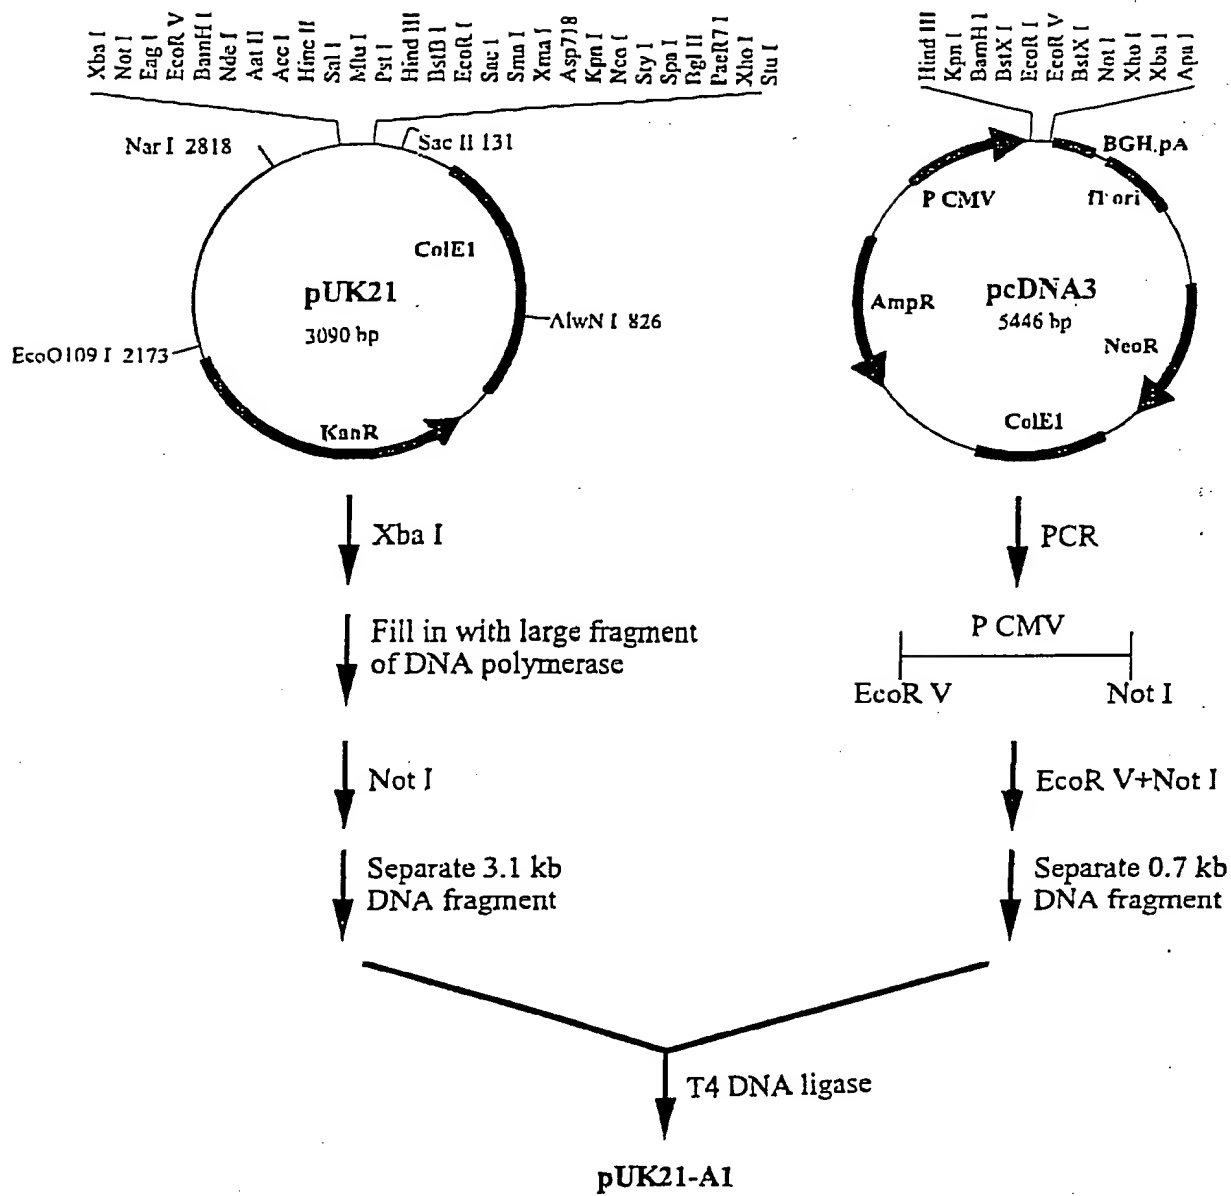 Xba I
Not I
Eag I
EcoR V
BamH I
Nde I
Aat II
Acc I
Hinc II
Sal I
Mlu I
Pst I
Hind III
BstB I
EcoR I
Sac I
Sma I
Xma I
Asp718
Kpn I
Nco I
Sty I
Spa I
Bgl II
PaeR7 I
Xho I
Stu I
Hind III
Kpn I
BamH I
BstX I
EcoR I
EcoR V
BstX I
Not I
Xho I
Xba I
Apa I
Nar I 2818
Sac II 131
ColE1
pUK21
3090 bp
AlwN I 826
EcoO109 I 2173
KanR
BGH.pA
P CMV
f1 ori
AmpR
pcDNA3
5446 bp
NeoR
ColE1
Xba I
PCR
Fill in with large fragment
of DNA polymerase
P CMV
EcoR V
Not I
Not I
EcoR V+Not I
Separate 3.1 kb
DNA fragment
Separate 0.7 kb
DNA fragment
T4 DNA ligase
pUK21-A1